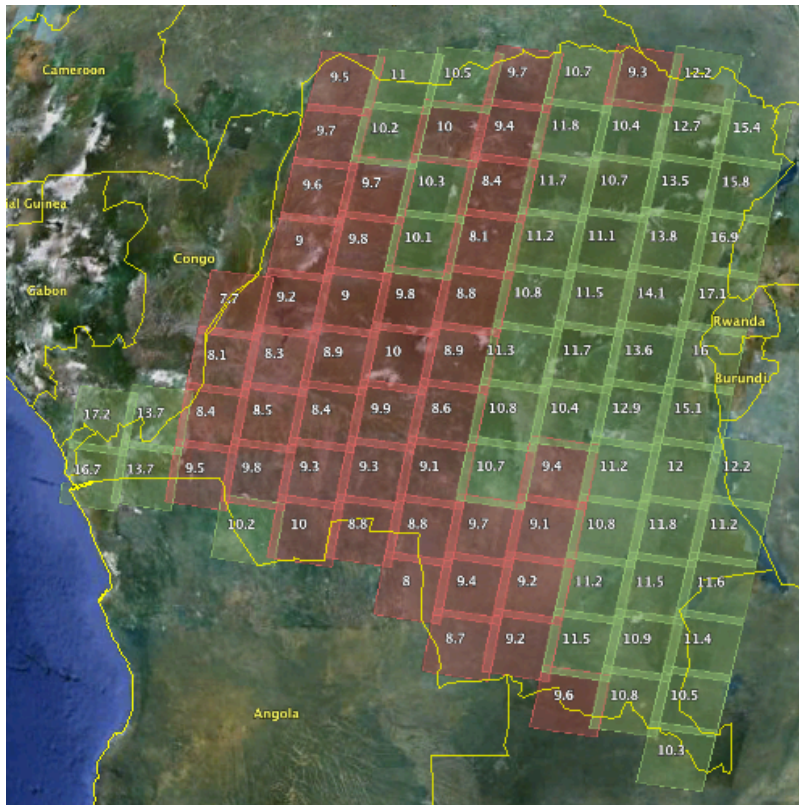 9.5 11 10.5 9.7 10.7 9.3 12.2
Cameroon
9.7 10.2 10 9.4 11.8 10.4 12.7 15.4
9.6 9.7 10.3 8.4 11.7 10.7 13.5 15.8
ial Guinea
9 9.8 10.1 8.1 11.2 11.1 13.8 16.9
Congo
Gabon
7.7 9.2 9 9.8 8.8 10.8 11.5 14.1 17.1
Rwanda
8.1 8.3 8.9 10 8.9 11.3 11.7 13.6 16
Burundi
17.2 13.7 8.4 8.5 8.4 9.9 8.6 10.8 10.4 12.9 15.1
16.7 13.7 9.5 9.8 9.3 9.3 9.1 10.7 9.4 11.2 12 12.2
10.2 10 8.8 8.8 9.7 9.1 10.8 11.8 11.2
8 9.4 9.2 11.2 11.5 11.6
8.7 9.2 11.5 10.9 11.4
9.6 10.8 10.5
Angola
10.3